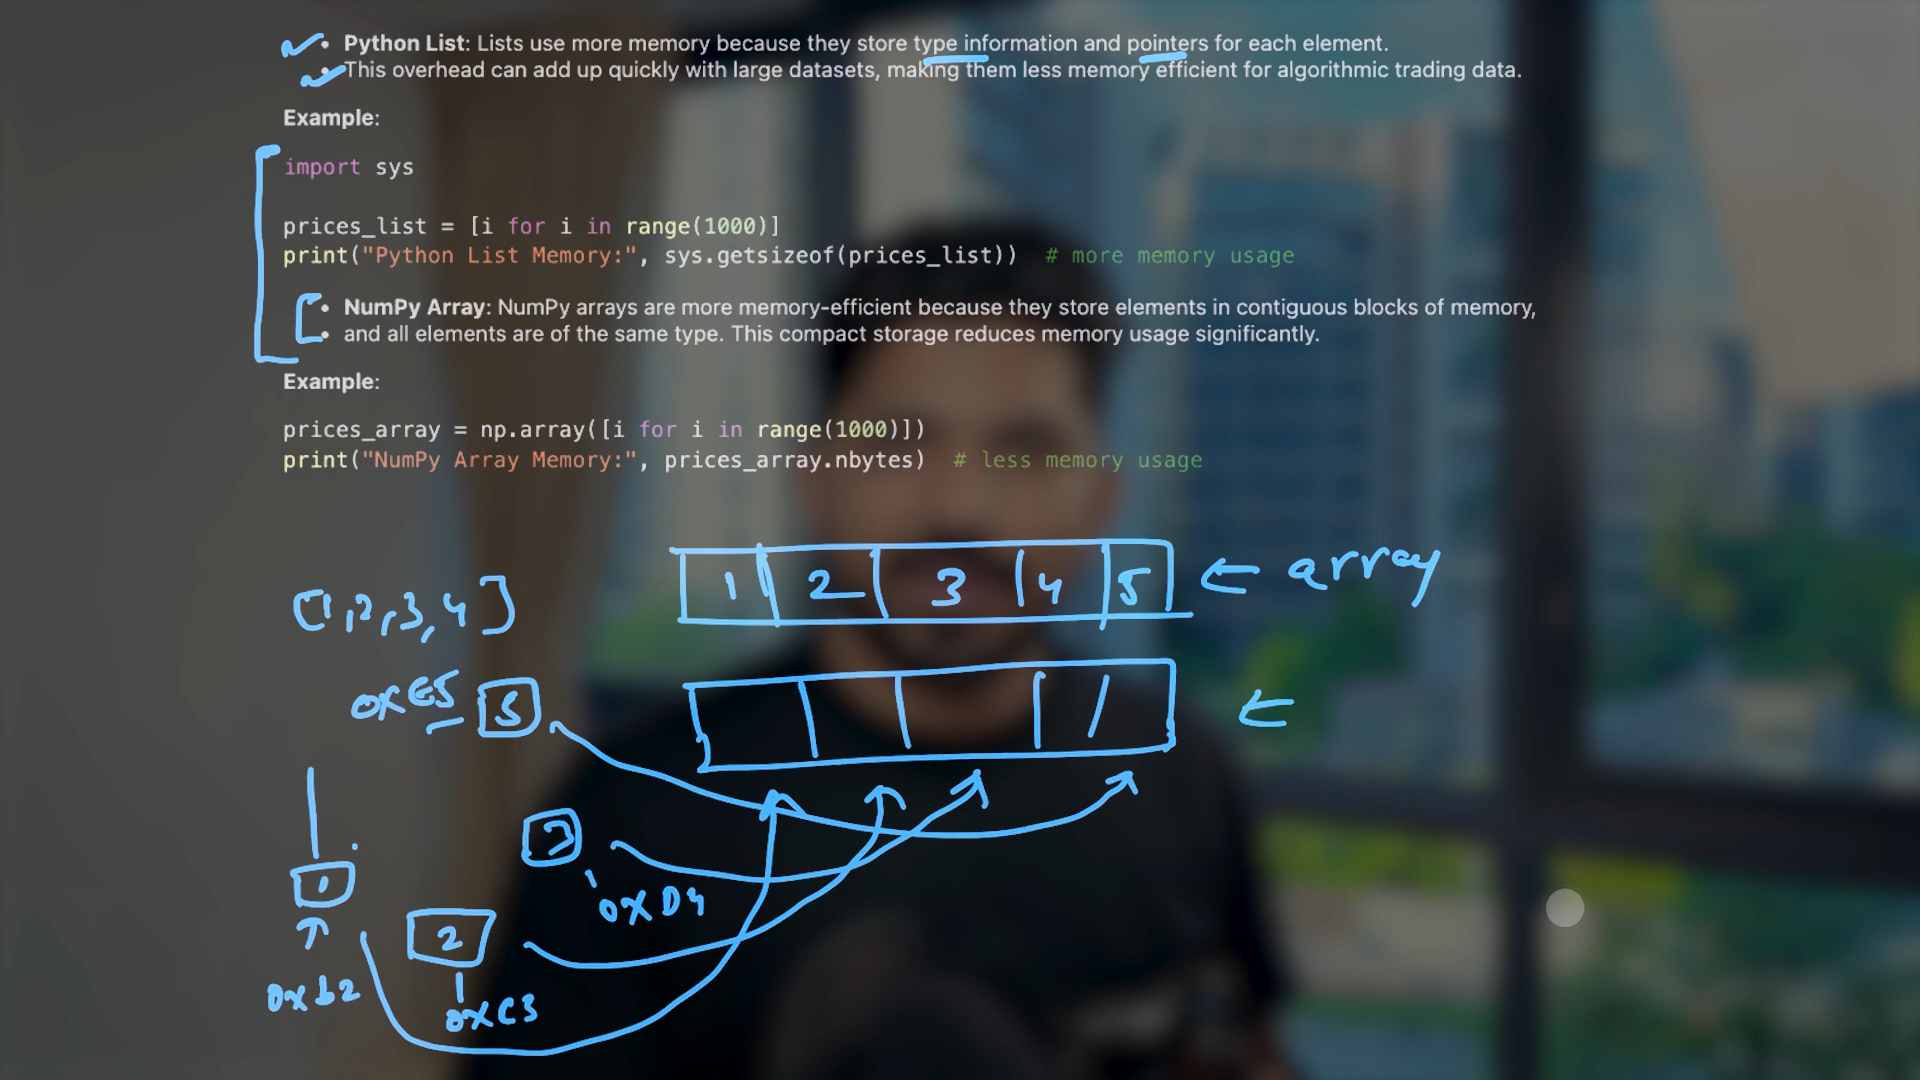 • Python List: Lists use more memory because they store type information and pointers for each element.
• This overhead can add up quickly with large datasets, making them less memory efficient for algorithmic trading data.
Example:
import sys
prices_list = [i for i in range(1000)]
print("Python List Memory:", sys.getsizeof(prices_list))  # more memory usage
• NumPy Array: NumPy arrays are more memory-efficient because they store elements in contiguous blocks of memory,
• and all elements are of the same type. This compact storage reduces memory usage significantly.
Example:
prices_array = np.array([i for i in range(1000)])
print("NumPy Array Memory:", prices_array.nbytes)  # less memory usage
1 2 3 4 5 ← array
[1,2,3,4]
0xE5 5 ←
3
0xD4
1
2
0xb2
0xC3